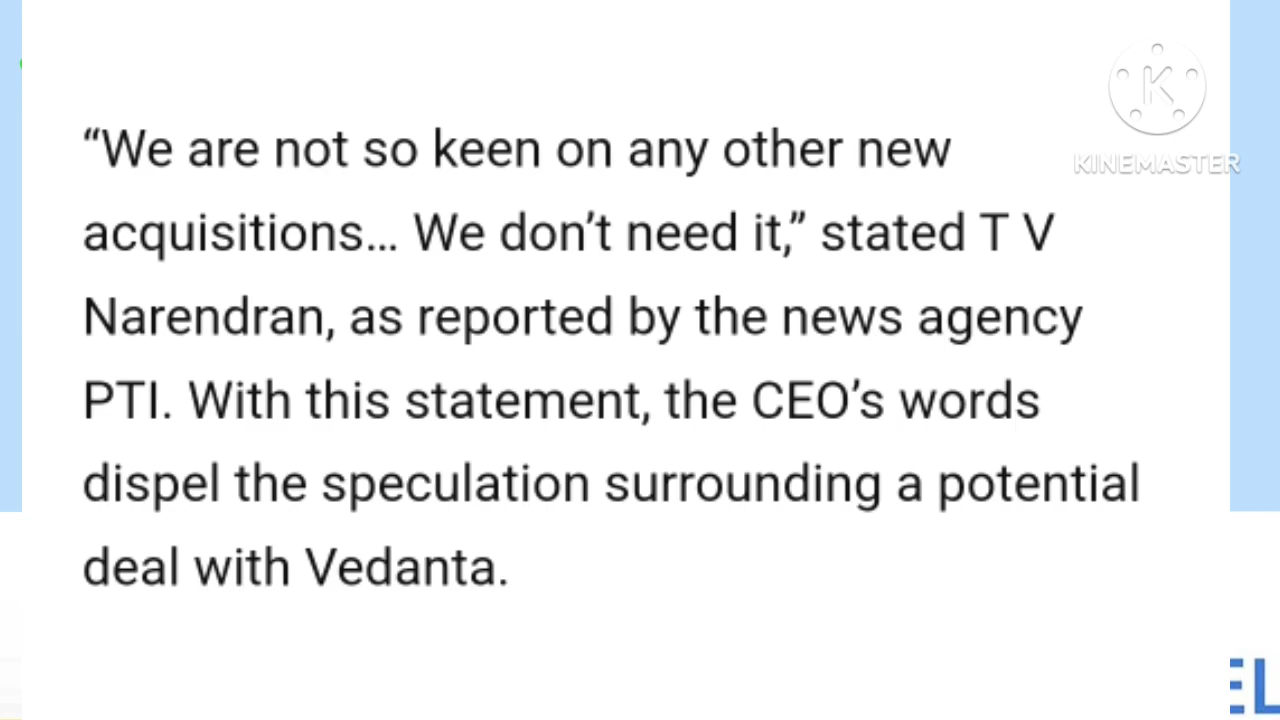 “We are not so keen on any other new
acquisitions... We don’t need it,” stated T V
Narendran, as reported by the news agency
PTI. With this statement, the CEO’s words
dispel the speculation surrounding a potential
deal with Vedanta.
KINEMASTER
EL